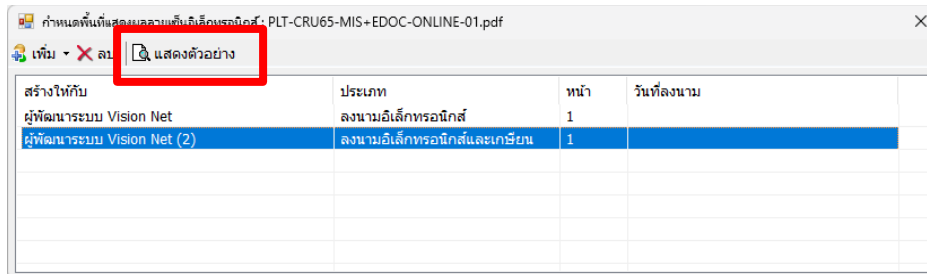 กำหนดพื้นที่แสดงผลลายเซ็นอิเล็กทรอนิกส์ : PLT-CRU65-MIS+EDOC-ONLINE-01.pdf
เพิ่ม ลบ แสดงตัวอย่าง
สร้างให้กับ ประเภท หน้า วันที่ลงนาม
ผู้พัฒนาระบบ Vision Net ลงนามอิเล็กทรอนิกส์ 1
ผู้พัฒนาระบบ Vision Net (2) ลงนามอิเล็กทรอนิกส์และเกษียน 1